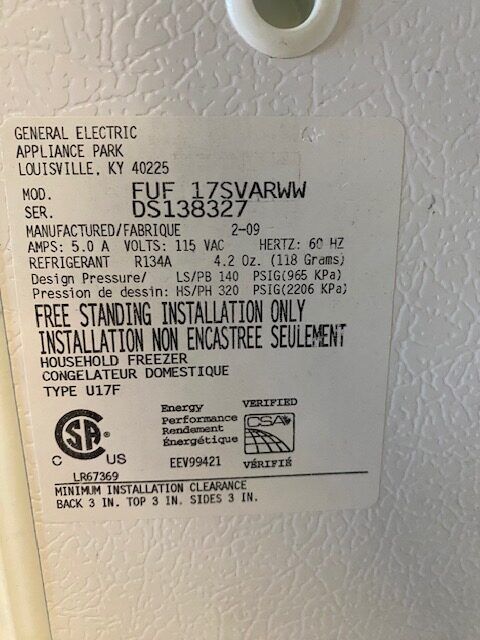 GENERAL ELECTRIC
APPLIANCE PARK
LOUISVILLE, KY 40225
MOD. FUF 17SVARWW
SER. DS138327
MANUFACTURED/FABRIQUE 2-09
AMPS: 5.0 A VOLTS: 115 VAC HERTZ: 60 HZ
REFRIGERANT R134A 4.2 Oz. (118 Grams)
Design Pressure/ LS/PB 140 PSIG(965 KPa)
Pression de dessin: HS/PH 320 PSIG(2206 KPa)
FREE STANDING INSTALLATION ONLY
INSTALLATION NON ENCASTREE SEULEMENT
HOUSEHOLD FREEZER
CONGELATEUR DOMESTIQUE
TYPE U17F
SA
C US
LR67369
Energy
Performance
Rendement
Énergétique
EEV99421
VERIFIED
CSA
VÉRIFIÉ
MINIMUM INSTALLATION CLEARANCE
BACK 3 IN. TOP 3 IN. SIDES 3 IN.